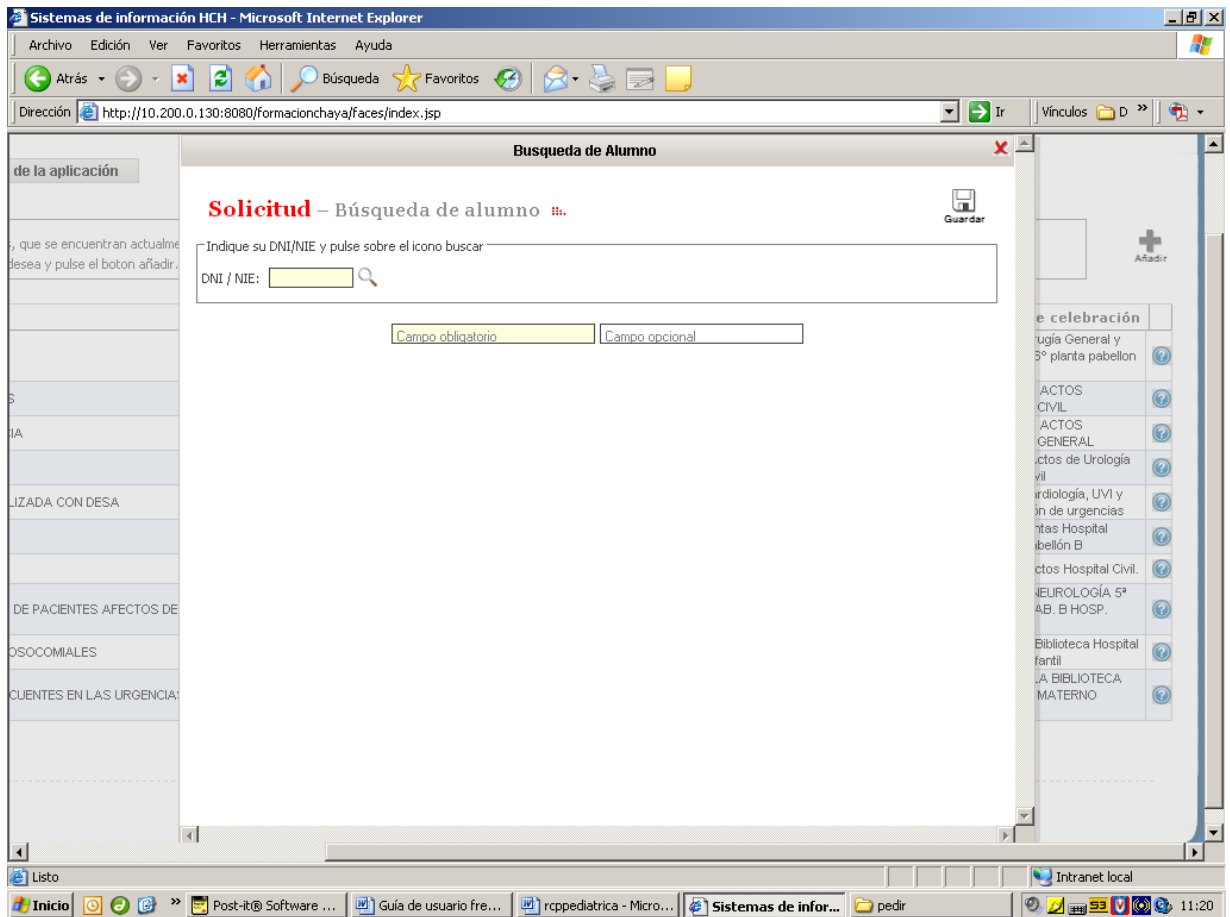 Sistemas de información HCH - Microsoft Internet Explorer
Archivo Edición Ver Favoritos Herramientas Ayuda
Atrás Búsqueda Favoritos
Dirección http://10.200.0.130:8080/formacionchaya/faces/index.jsp Ir Vínculos D »
Busqueda de Alumno
de la aplicación
Solicitud – Búsqueda de alumno
Guardar
s, que se encuentran actualme
desea y pulse el boton añadir.
Añadir
Indique su DNI/NIE y pulse sobre el icono buscar
DNI / NIE:
Campo obligatorio Campo opcional
e celebración
rugía General y
6º planta pabellon
S
ACTOS
CIVIL
IA
ACTOS
GENERAL
ctos de Urología
vil
LIZADA CON DESA
rdiología, UVI y
ón de urgencias
ntas Hospital
abellón B
ctos Hospital Civil.
DE PACIENTES AFECTOS DE
NEUROLOGÍA 5ª
AB. B HOSP.
OSOCOMIALES
Biblioteca Hospital
fantil
CUENTES EN LAS URGENCIAS
LA BIBLIOTECA
MATERNO
Listo Intranet local
Inicio » Post-it® Software ... Guía de usuario fre... rcppediatrica - Micro... Sistemas de infor... pedir 53 11:20